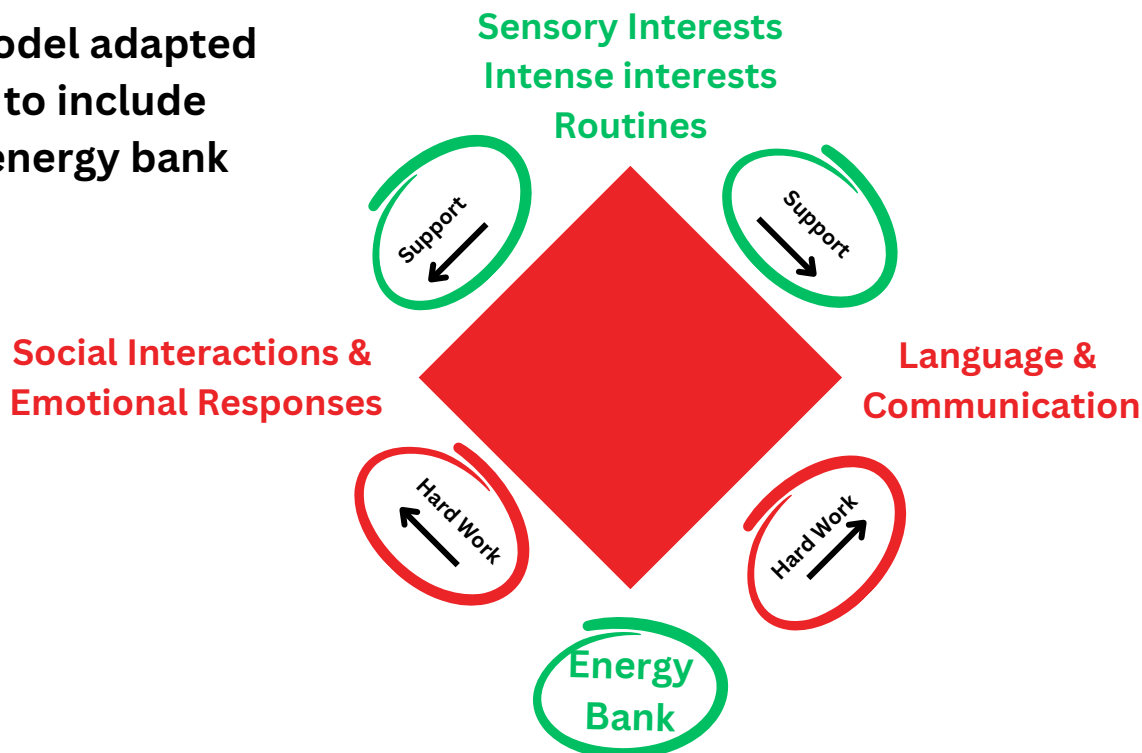 odel adapted
to include
energy bank
Sensory Interests
Intense interests
Routines
Support
Support
Social Interactions &
Emotional Responses
Language &
Communication
Hard Work
Hard Work
Energy
Bank